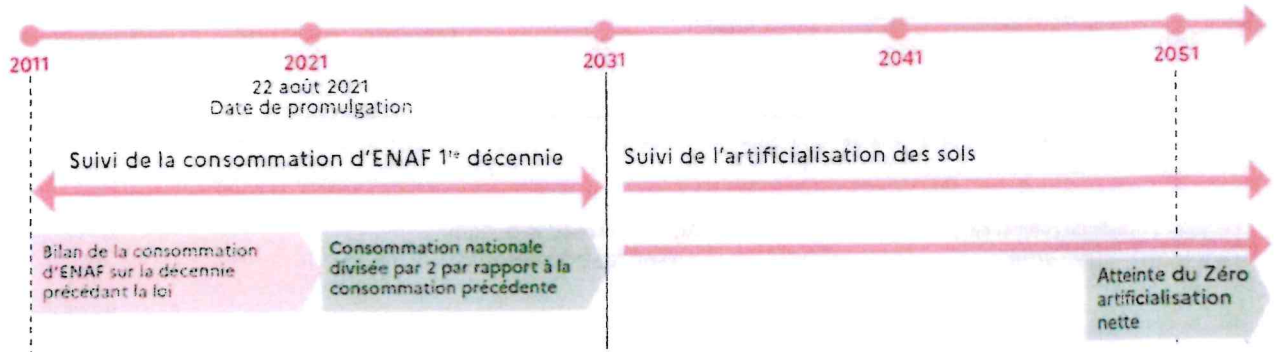 2011 2021 2031 2041 2051
22 août 2021
Date de promulgation
Suivi de la consommation d'ENAF 1re décennie
Suivi de l'artificialisation des sols
Bilan de la consommation
d'ENAF sur la décennie
précédant la loi
Consommation nationale
divisée par 2 par rapport à la
consommation précédente
Atteinte du Zéro
artificialisation
nette